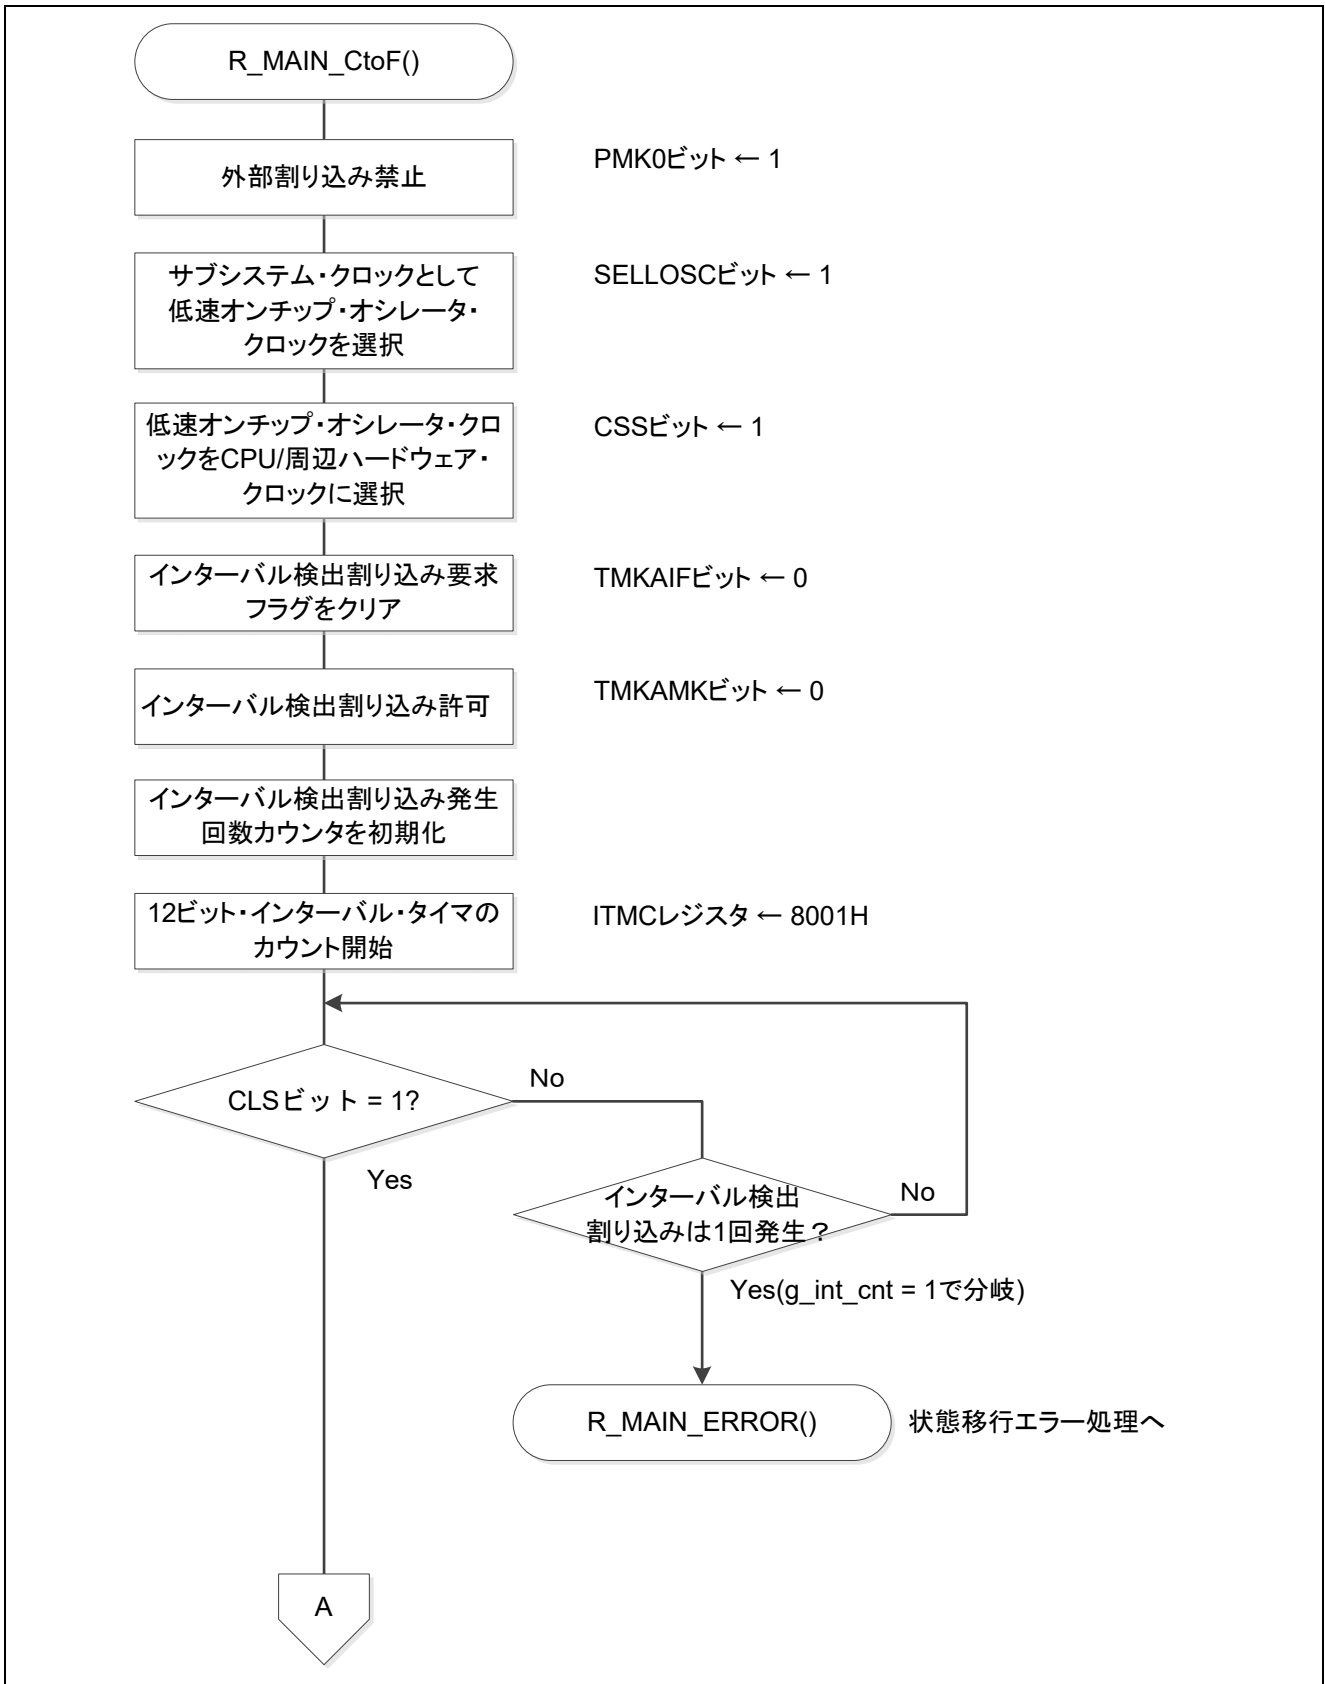 R_MAIN_CtoF()
外部割り込み禁止
PMK0ビット ← 1
サブシステム・クロックとして
低速オンチップ・オシレータ・
クロックを選択
SELLOSCビット ← 1
低速オンチップ・オシレータ・クロ
ックをCPU/周辺ハードウェア・
クロックに選択
CSSビット ← 1
インターバル検出割り込み要求
フラグをクリア
TMKAIFビット ← 0
インターバル検出割り込み許可
TMKAMKビット ← 0
インターバル検出割り込み発生
回数カウンタを初期化
12ビット・インターバル・タイマの
カウント開始
ITMCレジスタ ← 8001H
CLSビット = 1?
No
Yes
インターバル検出
割り込みは1回発生？
No
Yes(g_int_cnt = 1で分岐)
R_MAIN_ERROR()
状態移行エラー処理へ
A